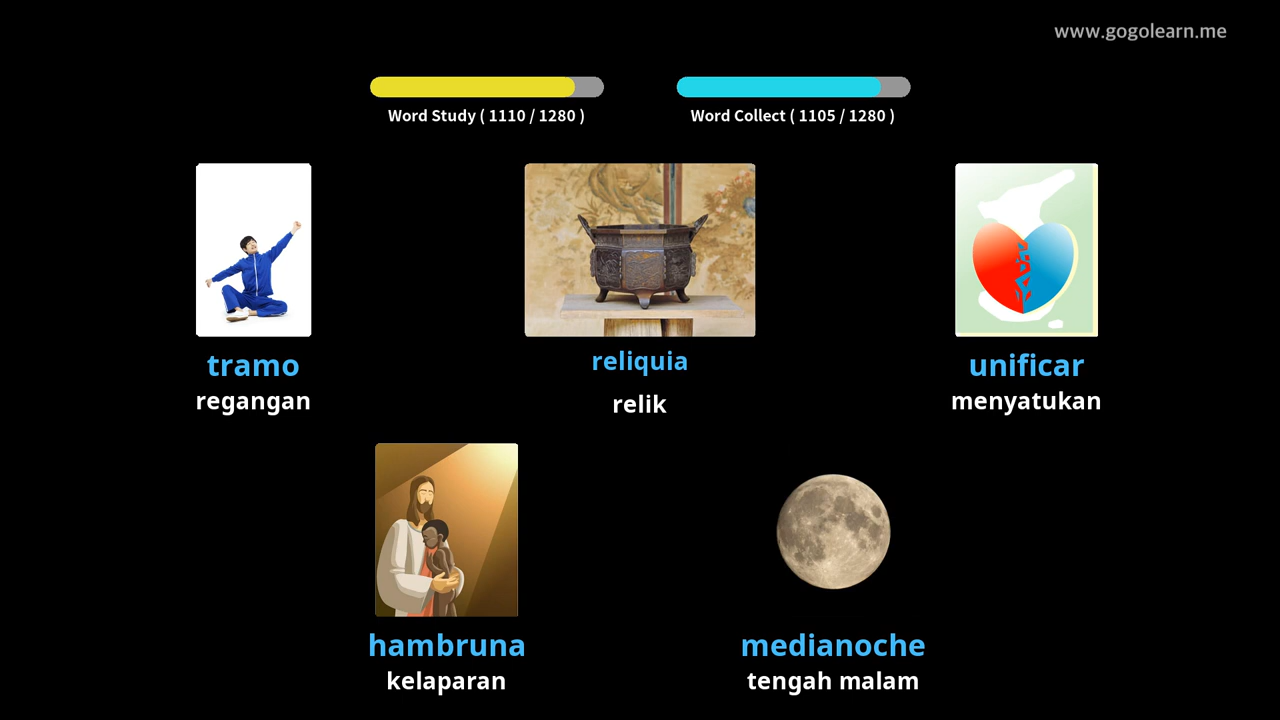 www.gogolearn.me
Word Study ( 1110 / 1280 )
Word Collect ( 1105 / 1280 )
tramo
regangan
reliquia
relik
unificar
menyatukan
hambruna
kelaparan
medianoche
tengah malam